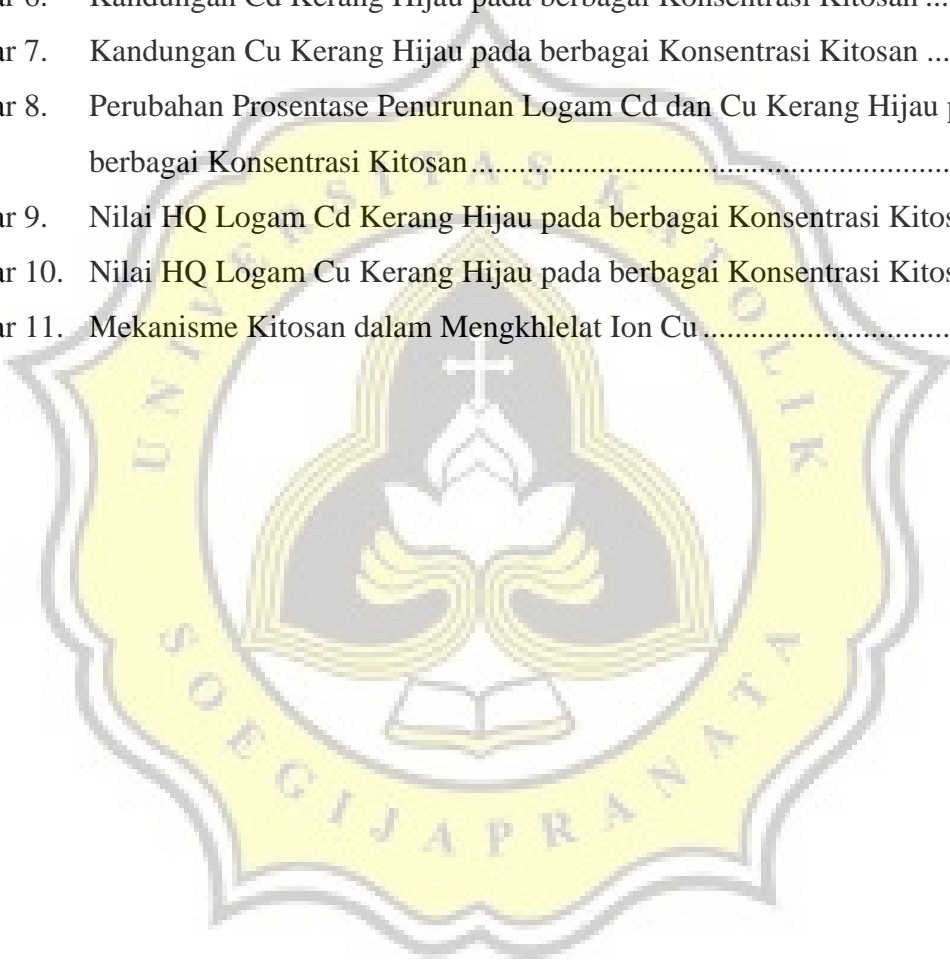 ar 6. Kandungan Cd Kerang Hijau pada berbagai Konsentrasi Kitosan ...
ar 7. Kandungan Cu Kerang Hijau pada berbagai Konsentrasi Kitosan ...
ar 8. Perubahan Prosentase Penurunan Logam Cd dan Cu Kerang Hijau p
berbagai Konsentrasi Kitosan ...............................................................
ar 9. Nilai HQ Logam Cd Kerang Hijau pada berbagai Konsentrasi Kitos
ar 10. Nilai HQ Logam Cu Kerang Hijau pada berbagai Konsentrasi Kitos
ar 11. Mekanisme Kitosan dalam Mengkhlelat Ion Cu .................................
UNIVERSITAS KATOLIK
SOEGIJAPRANATA